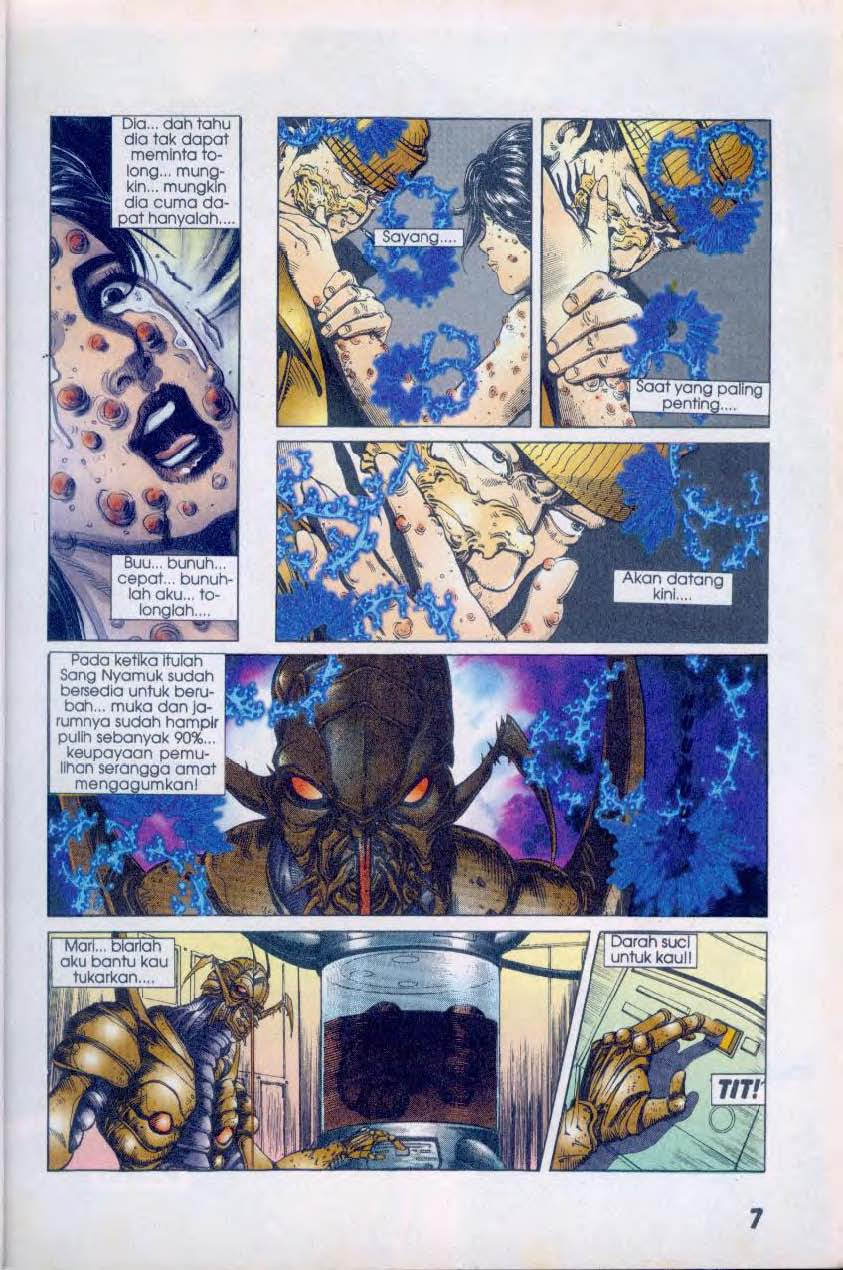 Dia... dah tahu
dia tak dapat
meminta to-
long... mung-
kin... mungkin
dia cuma da-
pat hanyalah....
Buu... bunuh...
cepat... bunuh-
lah aku... to-
longlah....
Sayang....
Saat yang paling
penting....
Akan datang
kini....
Pada ketika itulah
Sang Nyamuk sudah
bersedia untuk beru-
bah... muka dan ja-
rumnya sudah hampir
pulih sebanyak 90%...
keupayaan pemu-
lihan serangga amat
mengagumkan!
Mari... biarlah
aku bantu kau
tukarkan....
Darah suci
untuk kau!!
TIT!
7